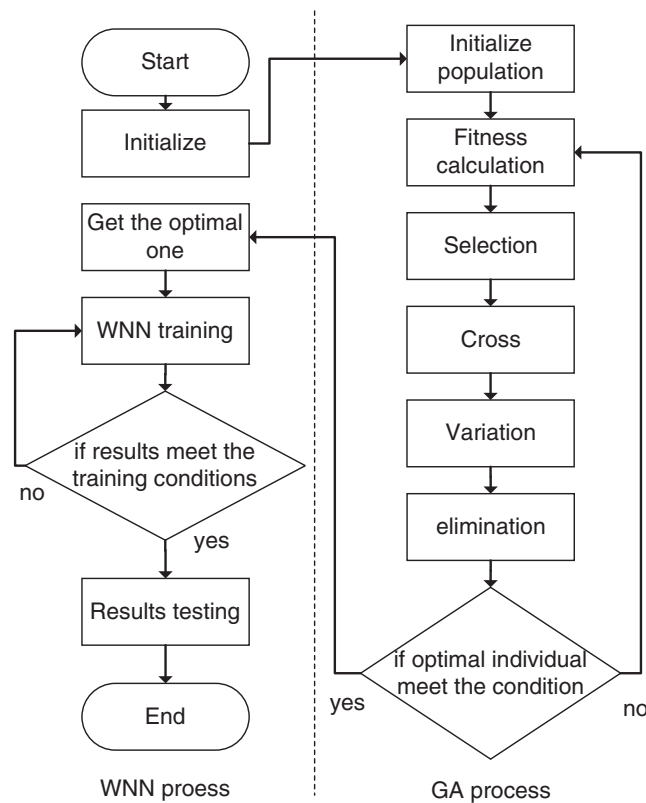 Start
Initialize
Get the optimal
one
WNN training
if results meet the
training conditions
no
yes
Results testing
End
WNN proess
Initialize
population
Fitness
calculation
Selection
Cross
Variation
elimination
if optimal individual
meet the condition
yes
no
GA process